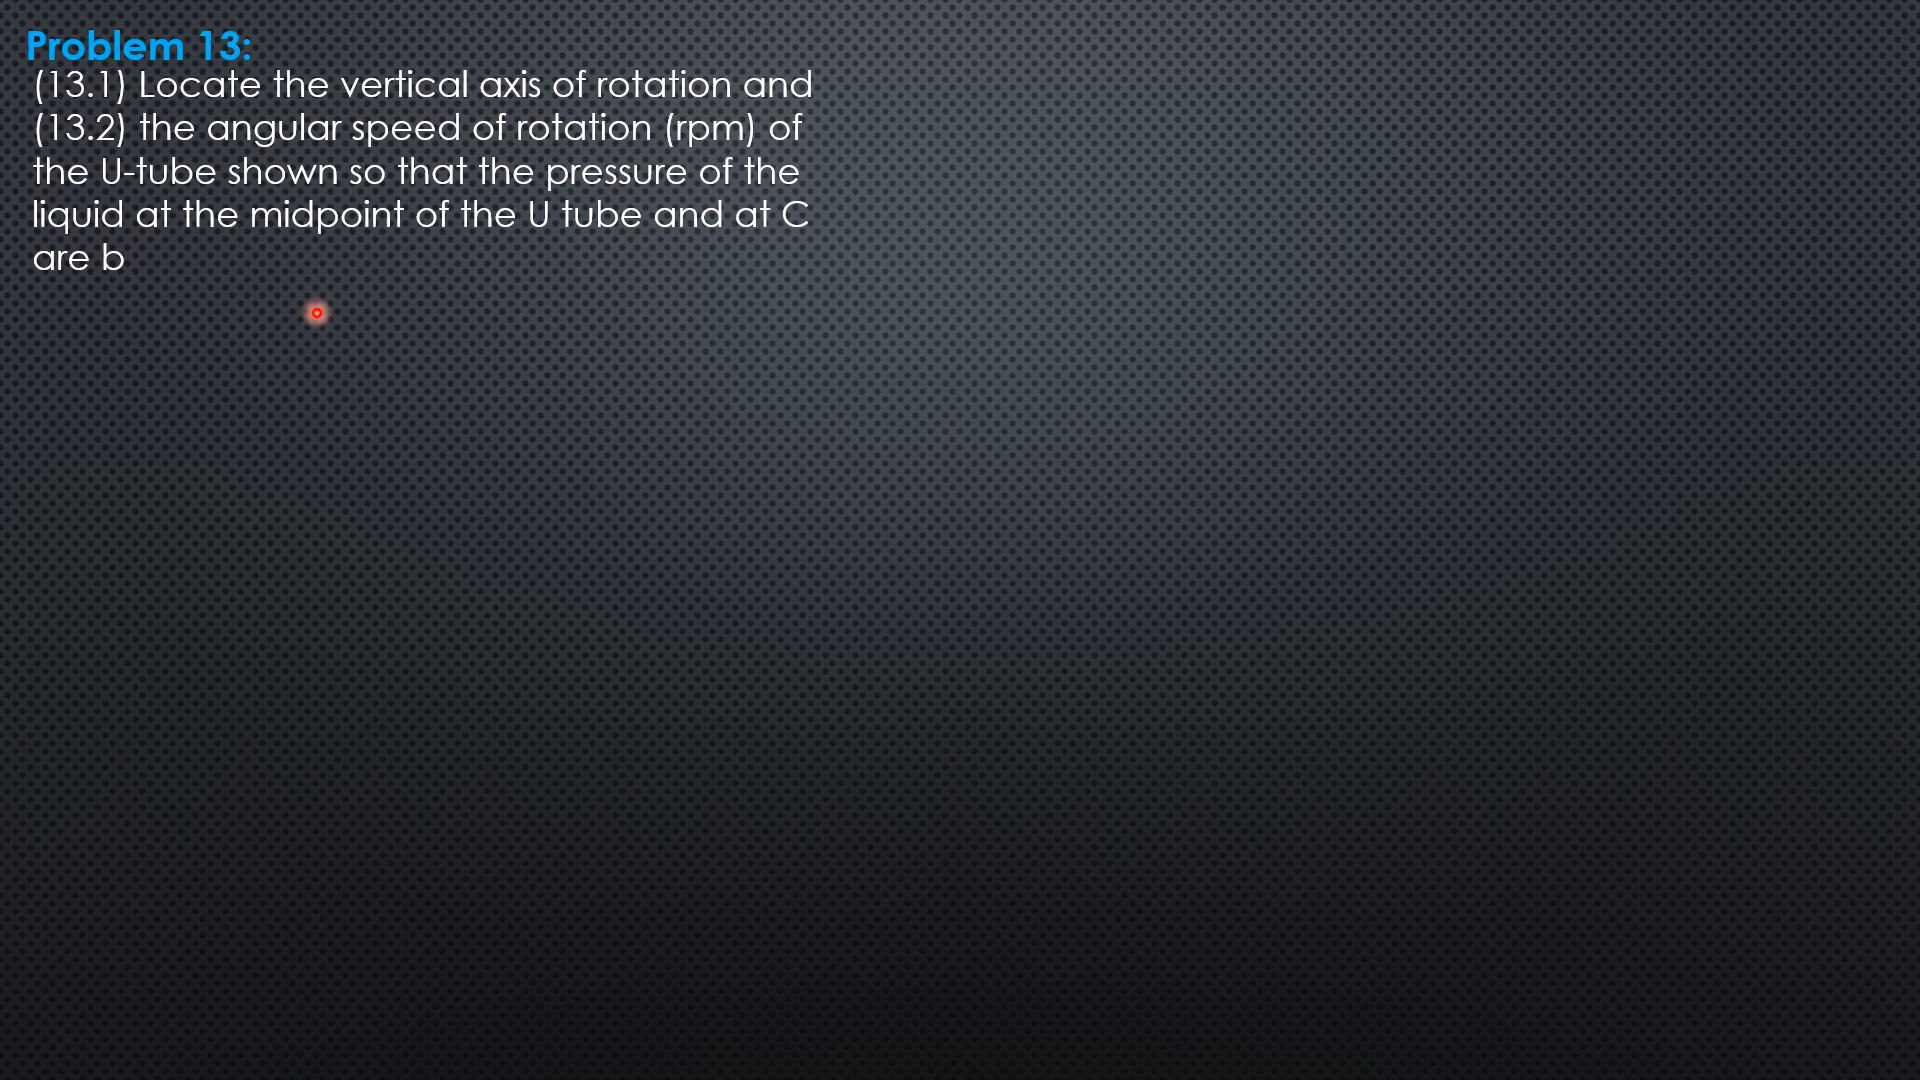 Problem 13:
(13.1) Locate the vertical axis of rotation and
(13.2) the angular speed of rotation (rpm) of
the U-tube shown so that the pressure of the
liquid at the midpoint of the U tube and at C
are b